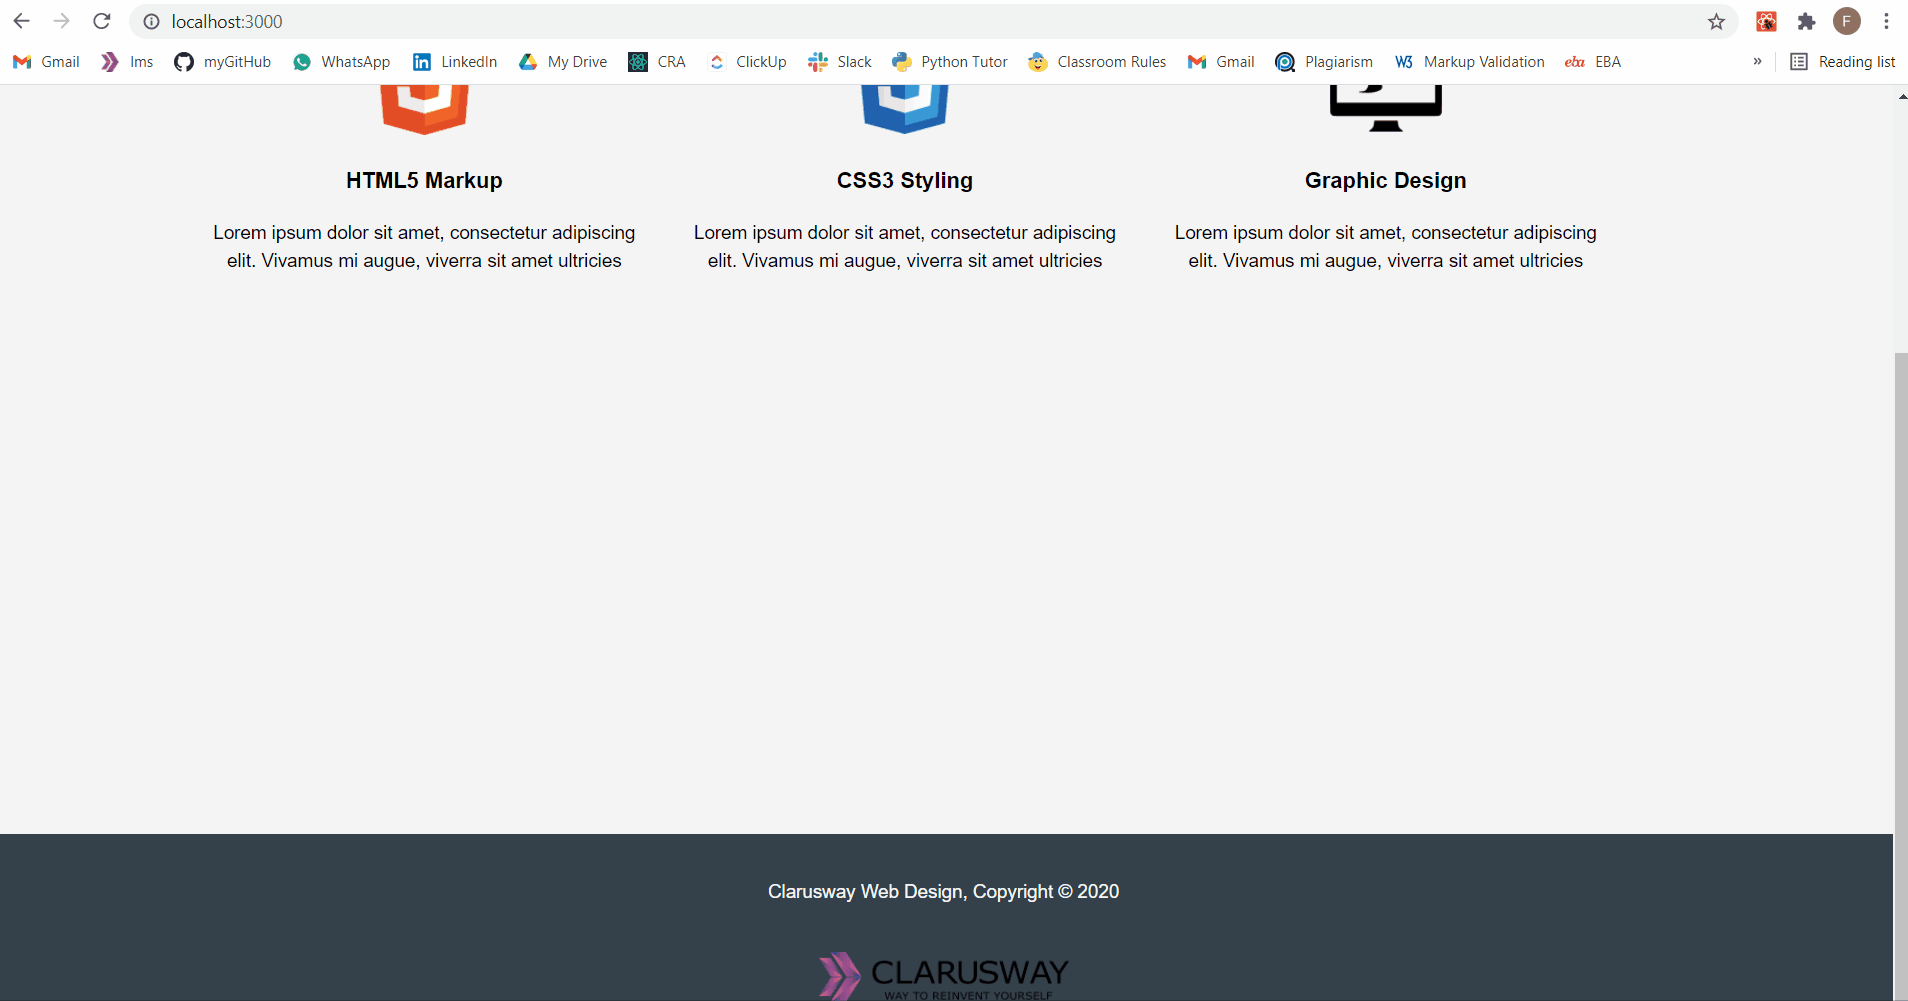 localhost:3000
F
Gmail lms myGitHub WhatsApp LinkedIn My Drive CRA ClickUp Slack Python Tutor Classroom Rules Gmail Plagiarism W3 Markup Validation eba EBA » Reading list
HTML5 Markup
Lorem ipsum dolor sit amet, consectetur adipiscing
elit. Vivamus mi augue, viverra sit amet ultricies
CSS3 Styling
Lorem ipsum dolor sit amet, consectetur adipiscing
elit. Vivamus mi augue, viverra sit amet ultricies
Graphic Design
Lorem ipsum dolor sit amet, consectetur adipiscing
elit. Vivamus mi augue, viverra sit amet ultricies
Clarusway Web Design, Copyright © 2020
CLARUSWAY
WAY TO REINVENT YOURSELF